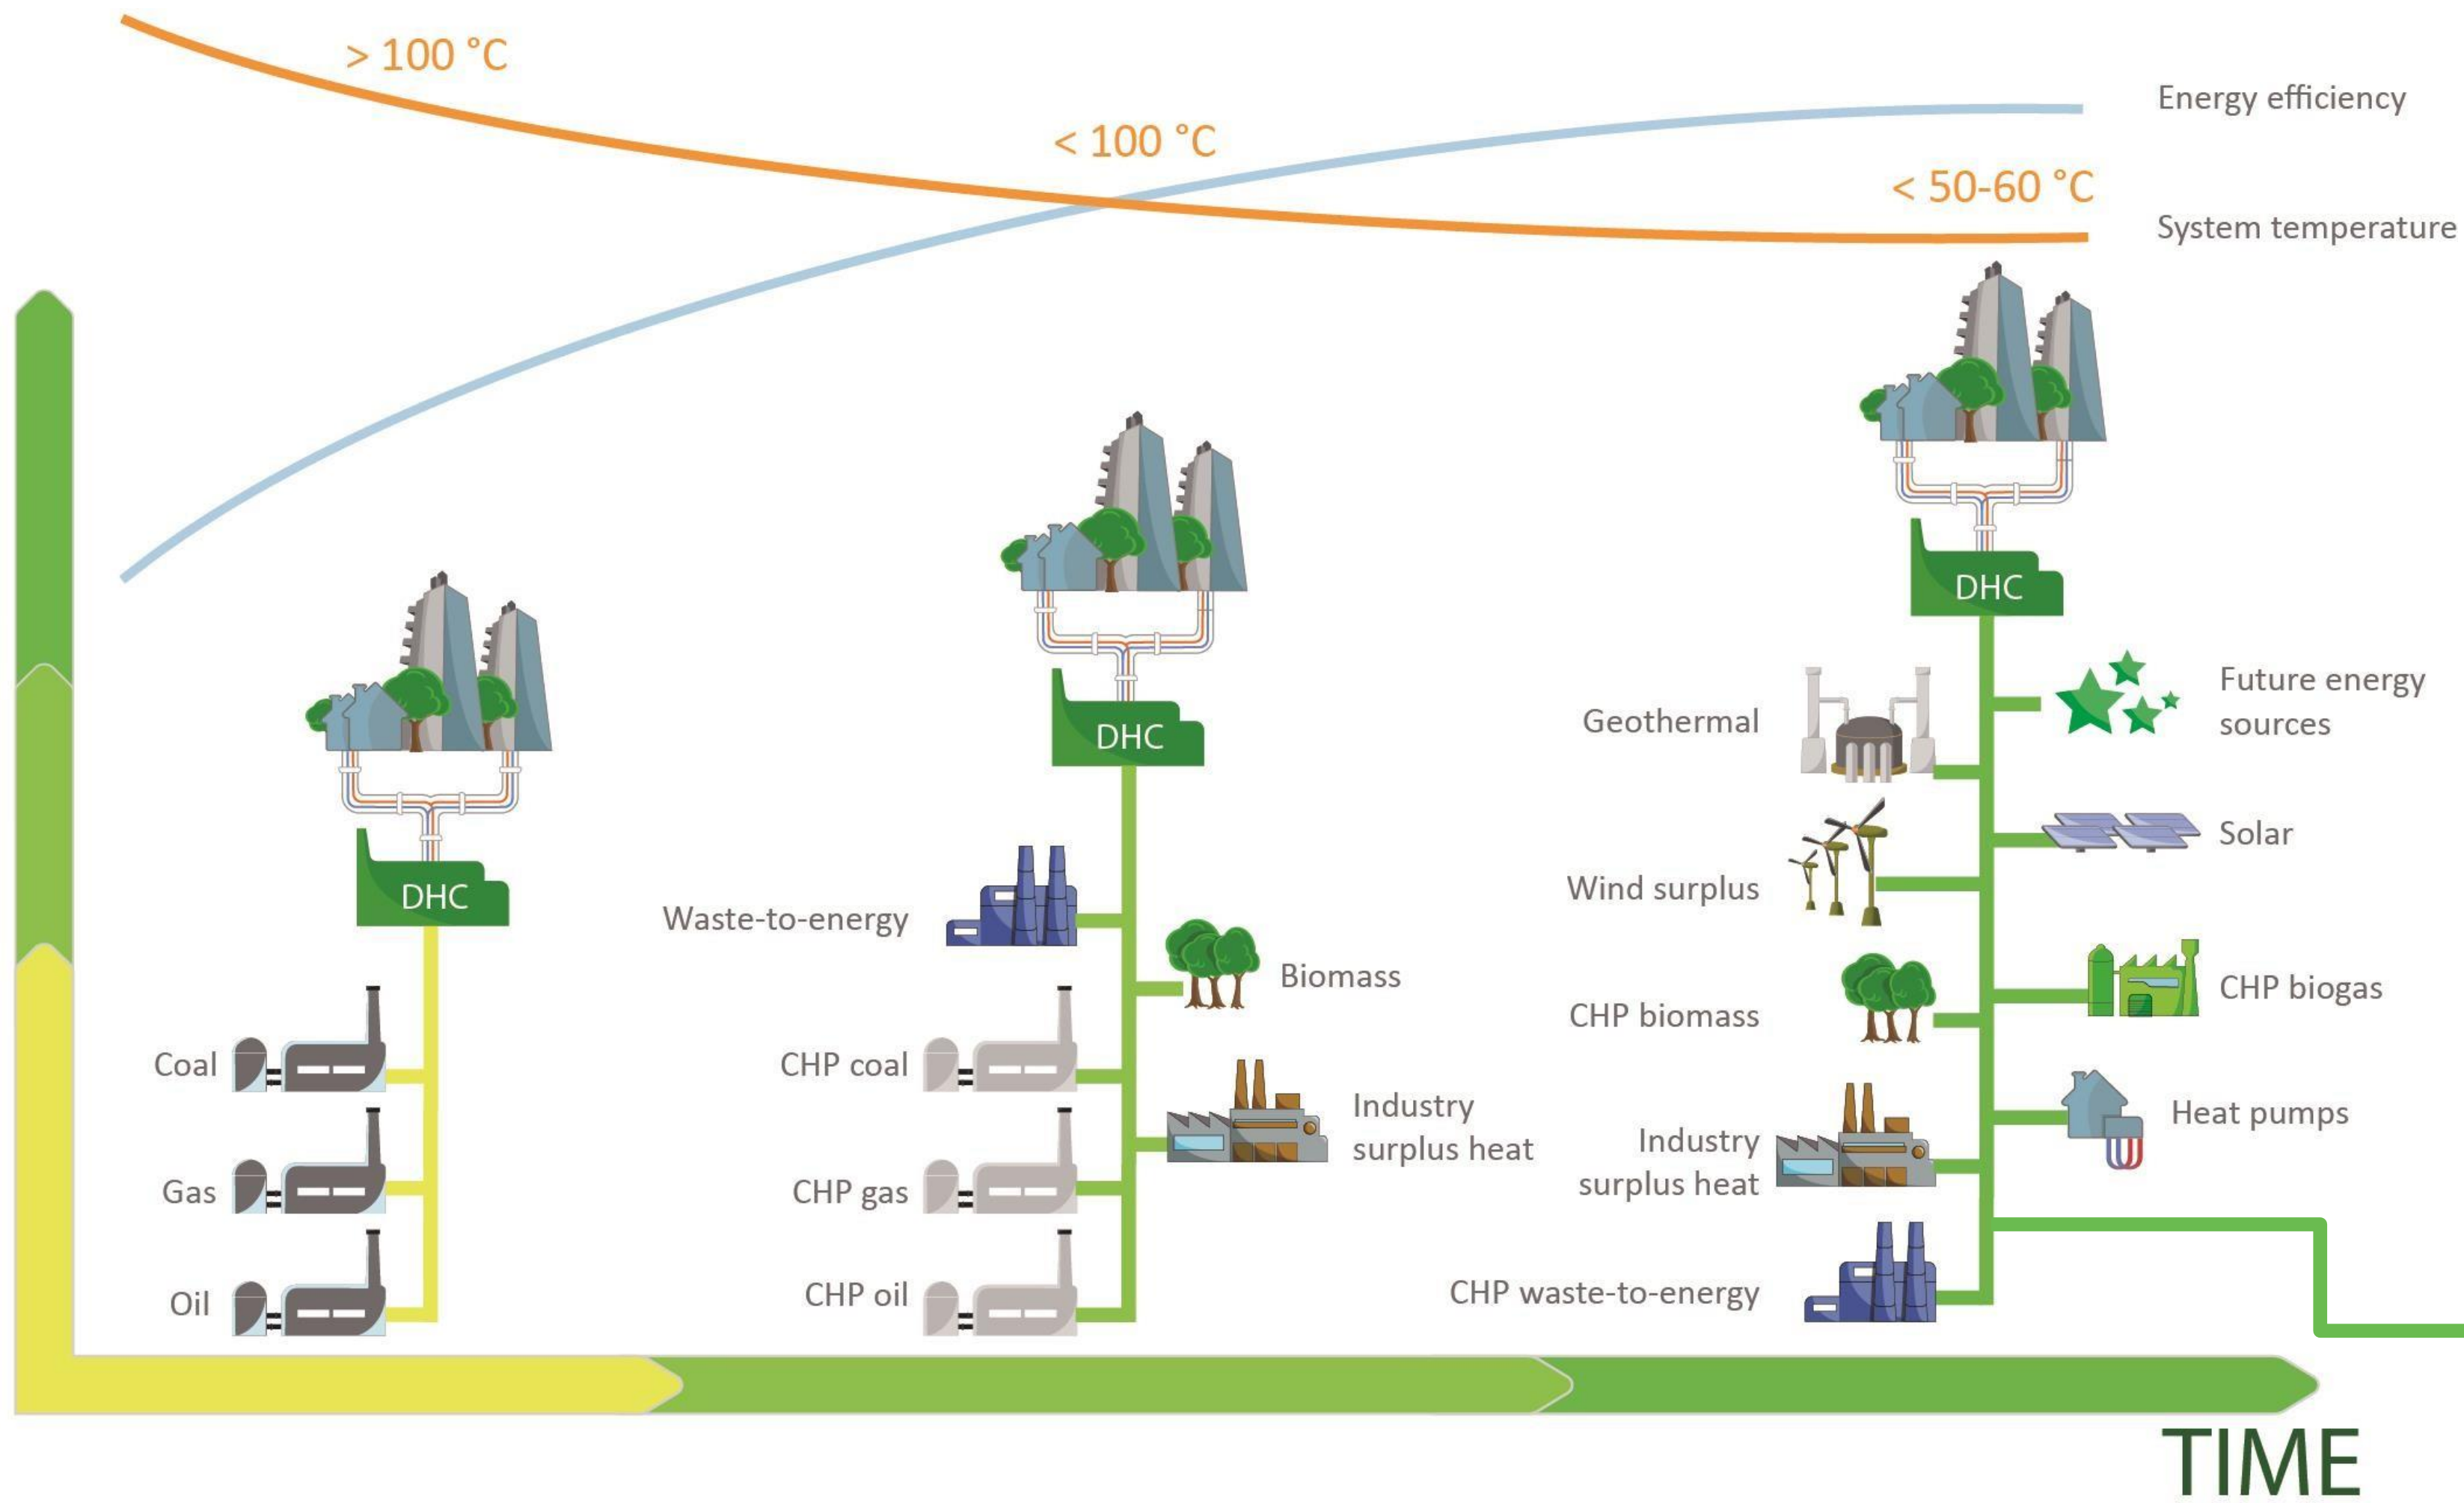 > 100 °C
< 100 °C
< 50-60 °C
Energy efficiency
System temperature
DHC
Coal
Gas
Oil
DHC
Waste-to-energy
Biomass
CHP coal
Industry
surplus heat
CHP gas
CHP oil
DHC
Future energy
sources
Geothermal
Solar
Wind surplus
CHP biogas
CHP biomass
Heat pumps
Industry
surplus heat
CHP waste-to-energy
TIME